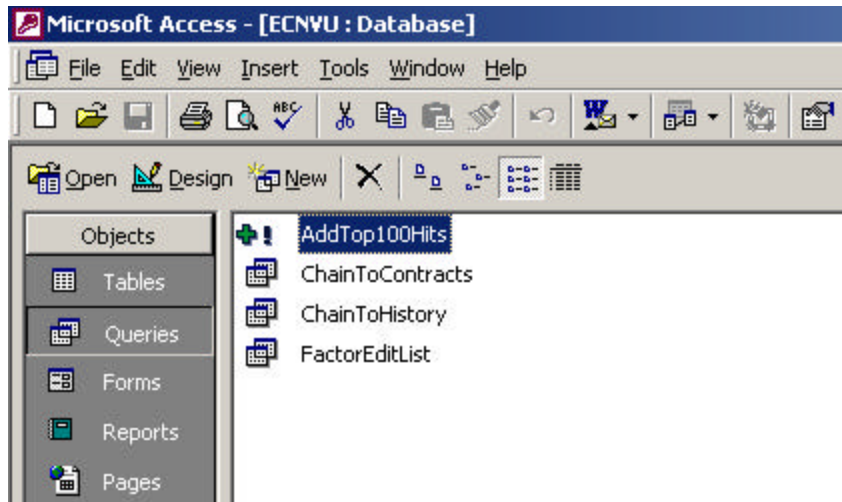 Microsoft Access - [ECNVU : Database]
File Edit View Insert Tools Window Help
ABC W
Open Design New
Objects
AddTop100Hits
Tables
ChainToContracts
Queries
ChainToHistory
FactorEditList
Forms
Reports
Pages